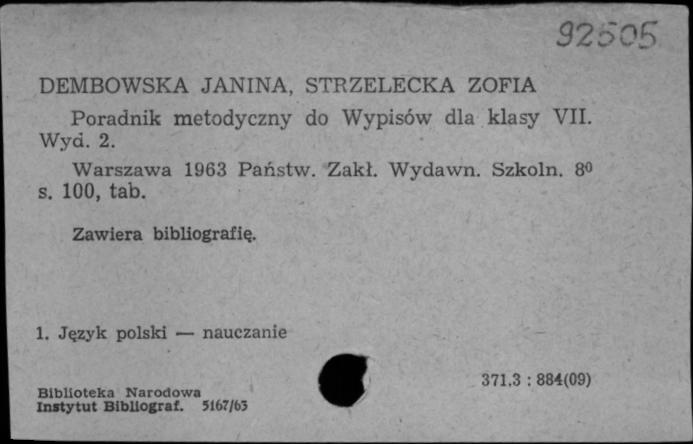 92505
DEMBOWSKA JANINA, STRZELECKA ZOFIA
Poradnik metodyczny do Wypisów dla klasy VII.
Wyd. 2.
Warszawa 1963 Państw. Zakł. Wydawn. Szkoln. 8⁰
s. 100, tab.
Zawiera bibliografię.
1. Język polski — nauczanie
371.3 : 884(09)
Biblioteka Narodowa
Instytut Bibliograf. 5167/63